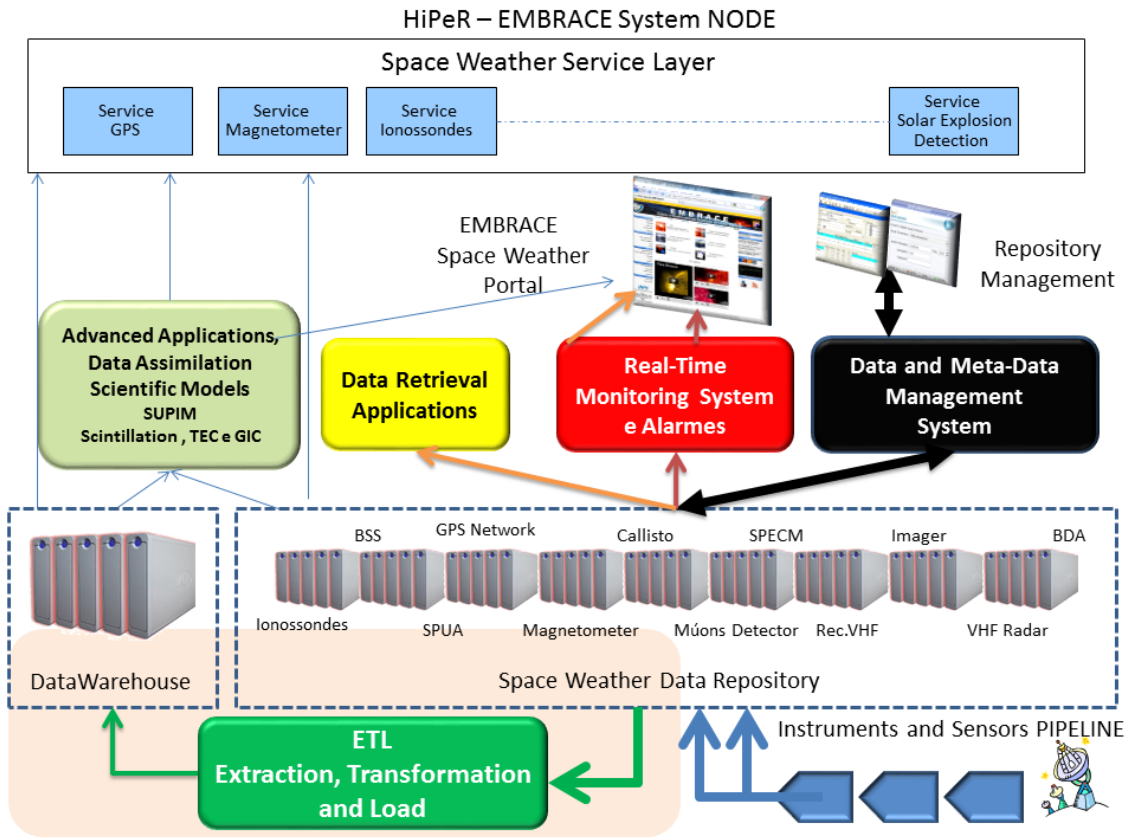 HiPeR – EMBRACE System NODE
Space Weather Service Layer
Service
GPS
Service
Magnetometer
Service
Ionossondes
Service
Solar Explosion
Detection
EMBRACE
EMBRACE
Space Weather
Portal
Repository
Management
Advanced Applications,
Data Assimilation
Scientific Models
SUPIM
Scintillation , TEC e GIC
Data Retrieval
Applications
Real-Time
Monitoring System
e Alarmes
Data and Meta-Data
Management
System
BSS
GPS Network
Callisto
SPECM
Imager
BDA
Ionossondes
SPUA
Magnetometer
Múons Detector
Rec.VHF
VHF Radar
DataWarehouse
Space Weather Data Repository
ETL
Extraction, Transformation
and Load
Instruments and Sensors PIPELINE